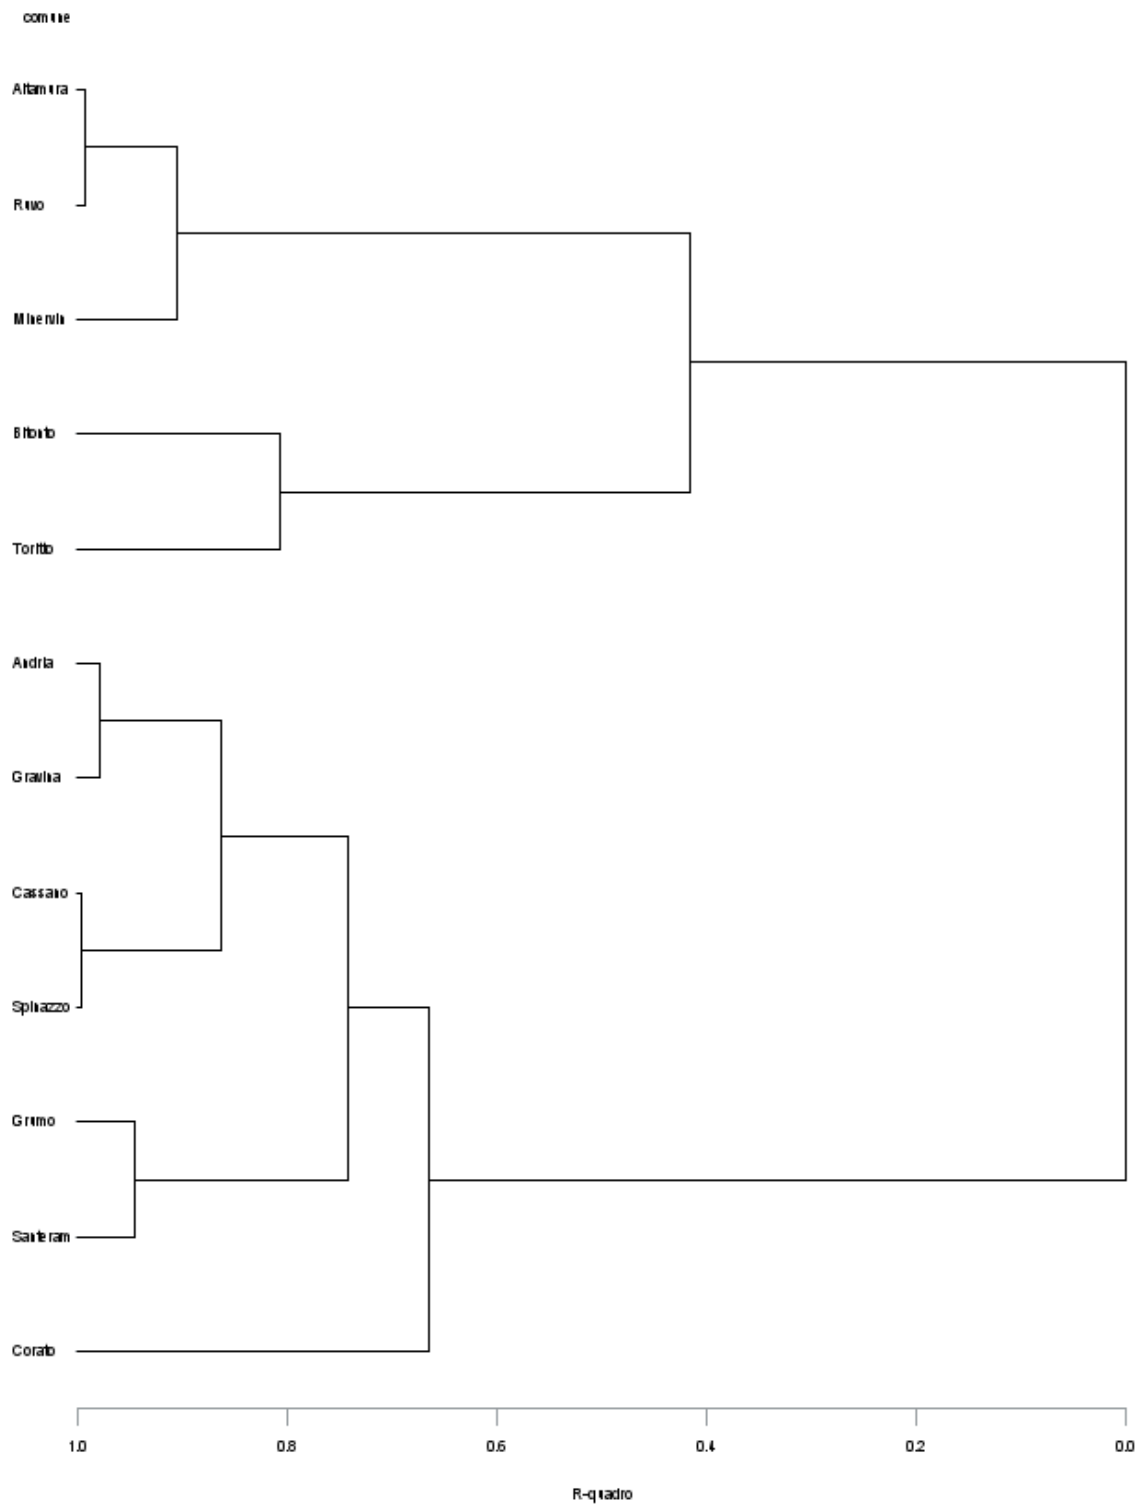 comune
Altamura
Ruvo
Minervin
Bitonto
Toritto
Andria
Gravina
Cassano
Spinazzo
Grumo
Santeram
Corato
1.0 0.8 0.6 0.4 0.2 0.0
R-quadro